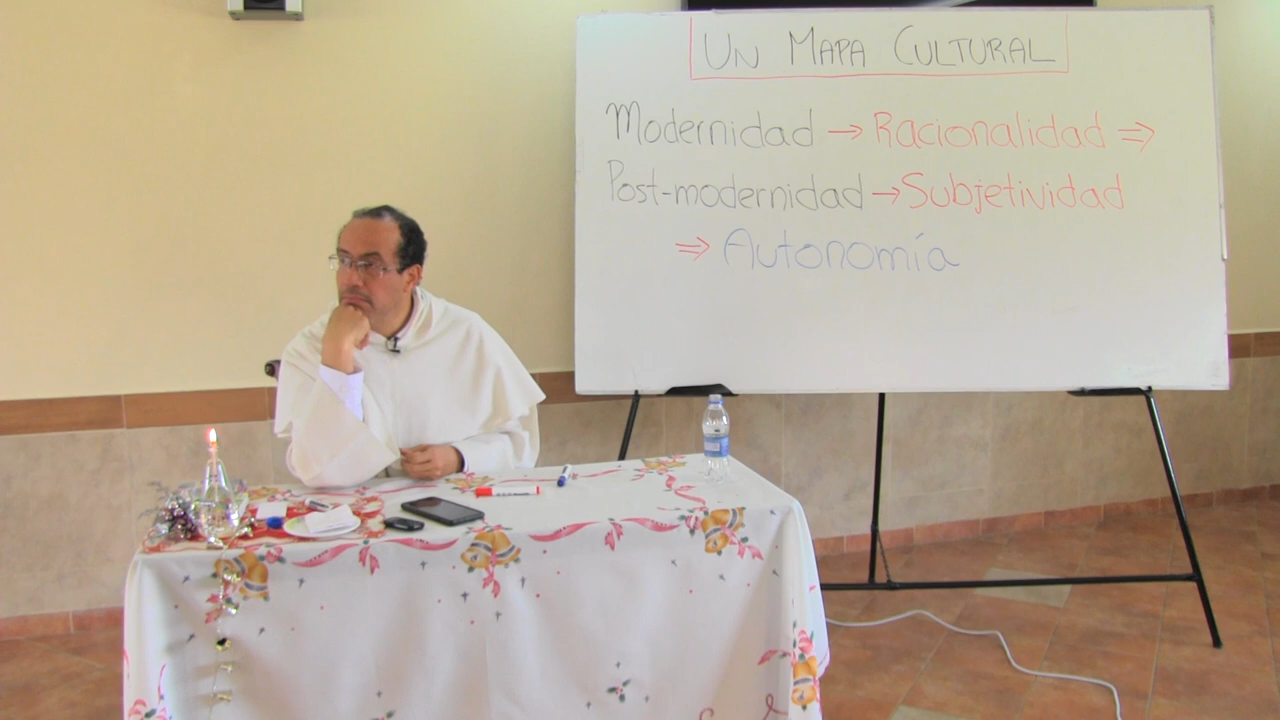 UN MAPA CULTURAL
Modernidad → Racionalidad ⇒
Post-modernidad → Subjetividad
⇒ Autonomía